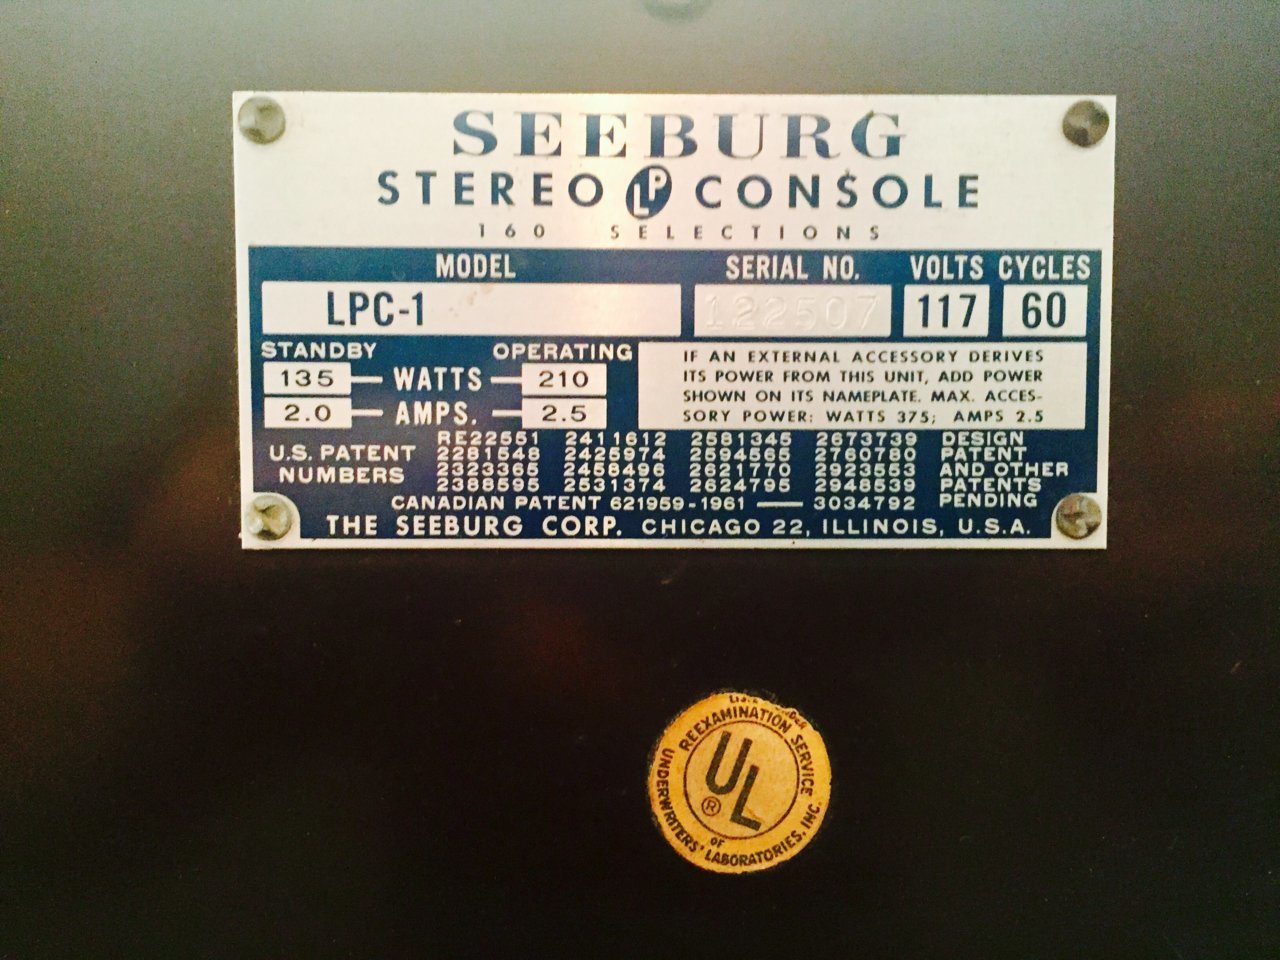 SEEBURG
STEREO LP CONSOLE
160 SELECTIONS
MODEL SERIAL NO. VOLTS CYCLES
LPC-1 122507 117 60
STANDBY OPERATING
135 WATTS 210
2.0 AMPS. 2.5
IF AN EXTERNAL ACCESSORY DERIVES
ITS POWER FROM THIS UNIT, ADD POWER
SHOWN ON ITS NAMEPLATE. MAX. ACCES-
SORY POWER: WATTS 375; AMPS 2.5
U.S. PATENT
NUMBERS
RE22551 2411612 2581345 2673739
2281548 2425974 2594565 2760780
2323365 2458496 2621770 2923553
2388595 2531374 2624795 2948539
DESIGN
PATENT
AND OTHER
PATENTS
PENDING
CANADIAN PATENT 621959-1961 — 3034792
THE SEEBURG CORP. CHICAGO 22, ILLINOIS, U.S.A.
REEXAMINATION SERVICE
UL
®
OF
UNDERWRITERS' LABORATORIES, INC.